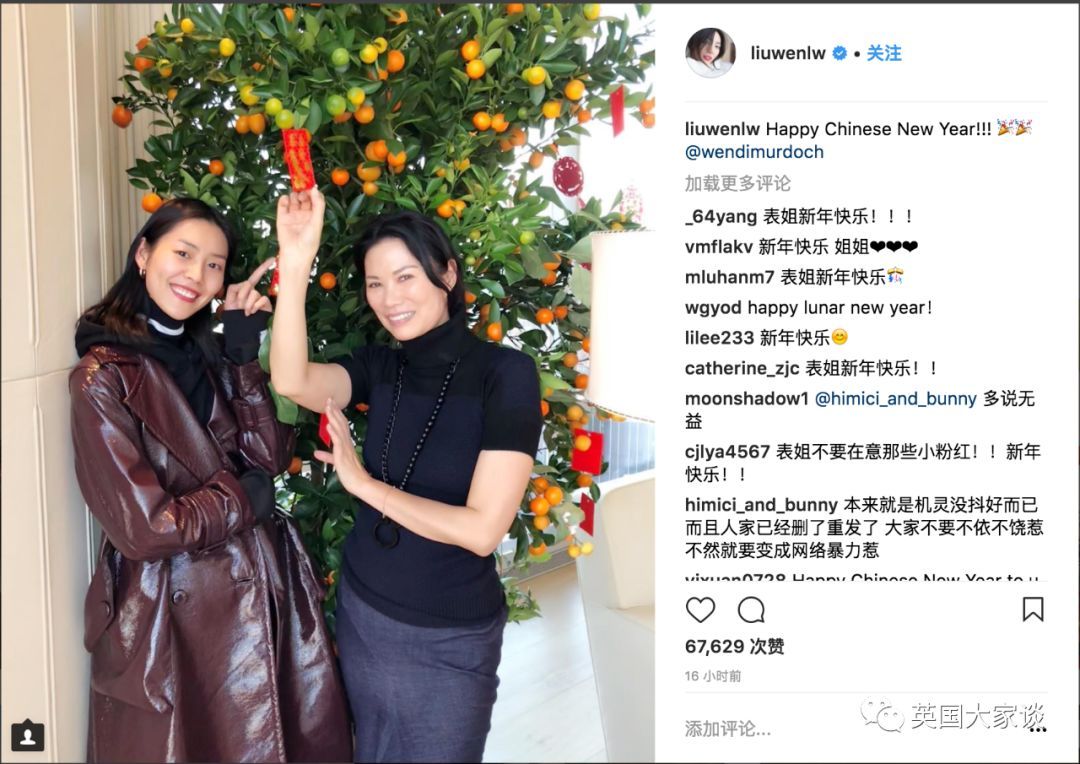 liuwenlw • 关注
liuwenlw Happy Chinese New Year!!! 🎉🎉
@wendimurdoch
加载更多评论
_64yang 表姐新年快乐！！！
vmflakv 新年快乐 姐姐❤❤❤
mluhanm7 表姐新年快乐🎊
wgyod happy lunar new year!
lilee233 新年快乐😊
catherine_zjc 表姐新年快乐！！
moonshadow1 @himici_and_bunny 多说无
益
cjlya4567 表姐不要在意那些小粉红！！新年
快乐！！
himici_and_bunny 本来就是机灵没抖好而已
而且人家已经删了重发了 大家不要不依不饶惹
不然就要变成网络暴力惹
yixuan0728 Happy Chinese New Year to u
67,629 次赞
16 小时前
添加评论...
英国大家谈